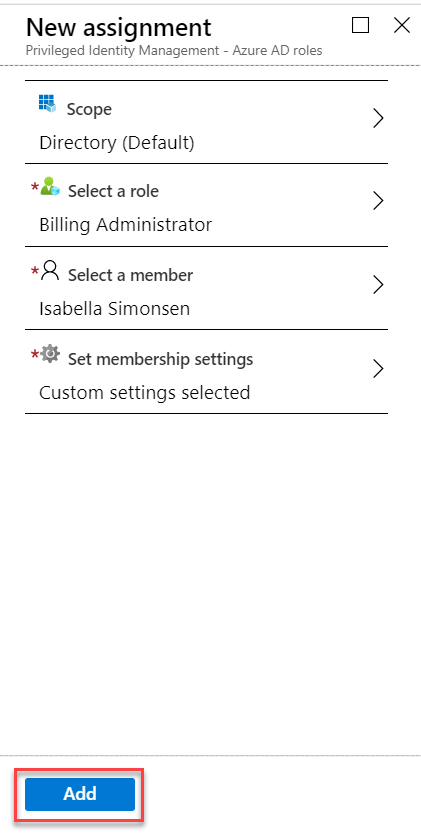 New assignment
Privileged Identity Management - Azure AD roles
Scope
Directory (Default)
* Select a role
Billing Administrator
* Select a member
Isabella Simonsen
* Set membership settings
Custom settings selected
Add